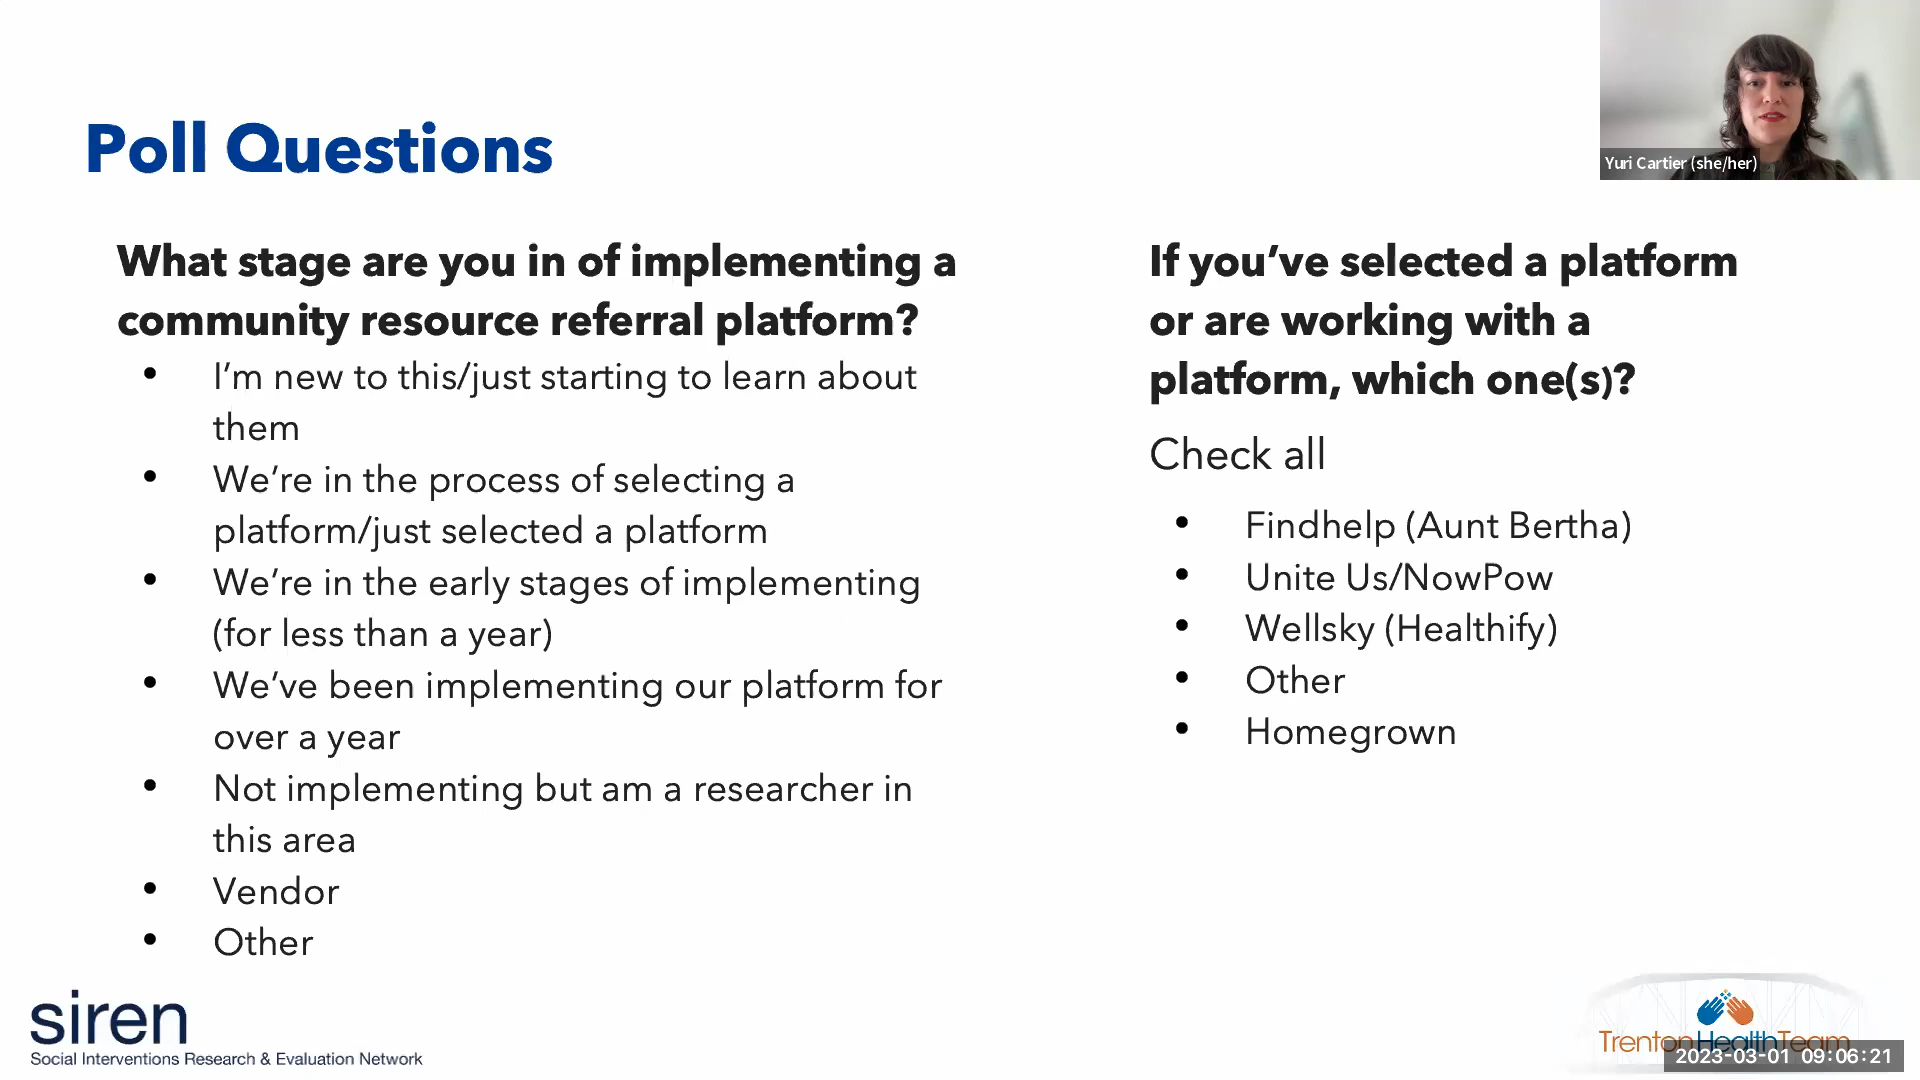 Poll Questions
Yuri Cartier (she/her)
What stage are you in of implementing a
community resource referral platform?
• I’m new to this/just starting to learn about
them
• We’re in the process of selecting a
platform/just selected a platform
• We’re in the early stages of implementing
(for less than a year)
• We’ve been implementing our platform for
over a year
• Not implementing but am a researcher in
this area
• Vendor
• Other
If you’ve selected a platform
or are working with a
platform, which one(s)?
Check all
• Findhelp (Aunt Bertha)
• Unite Us/NowPow
• Wellsky (Healthify)
• Other
• Homegrown
siren
Social Interventions Research & Evaluation Network
Trenton Health Team
2023-03-01 09:06:21